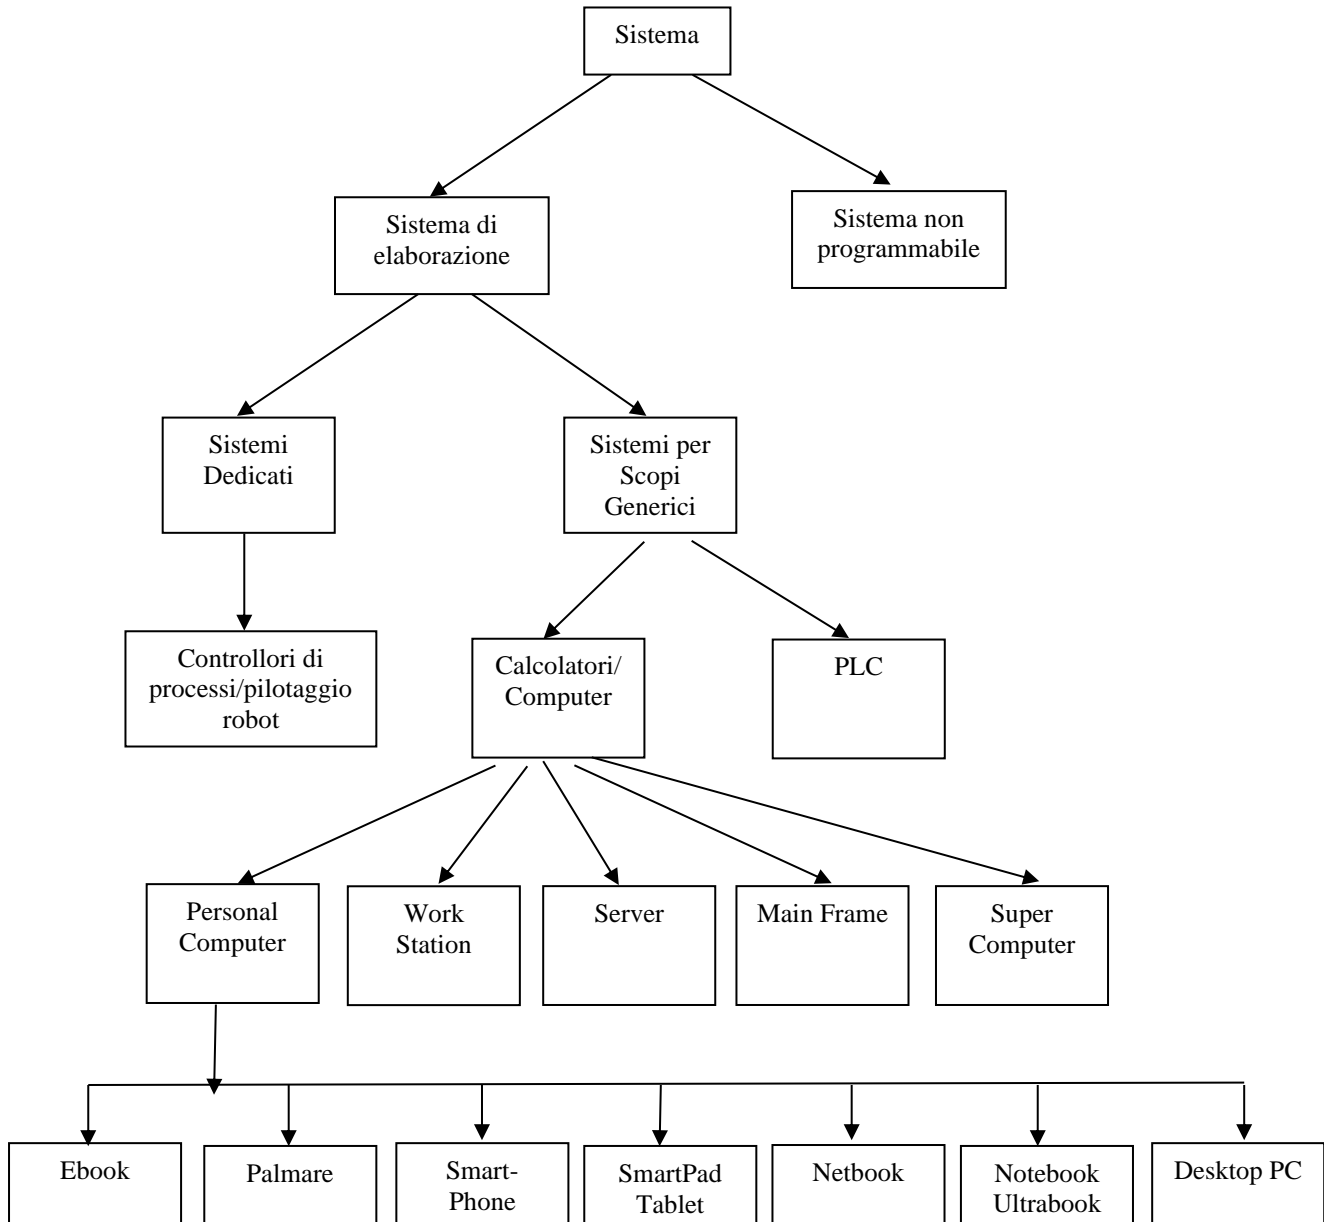 Sistema
Sistema di
elaborazione
Sistema non
programmabile
Sistemi
Dedicati
Sistemi per
Scopi
Generici
Controllori di
processi/pilotaggio
robot
Calcolatori/
Computer
PLC
Personal
Computer
Work
Station
Server
Main Frame
Super
Computer
Ebook
Palmare
Smart-
Phone
SmartPad
Tablet
Netbook
Notebook
Ultrabook
Desktop PC